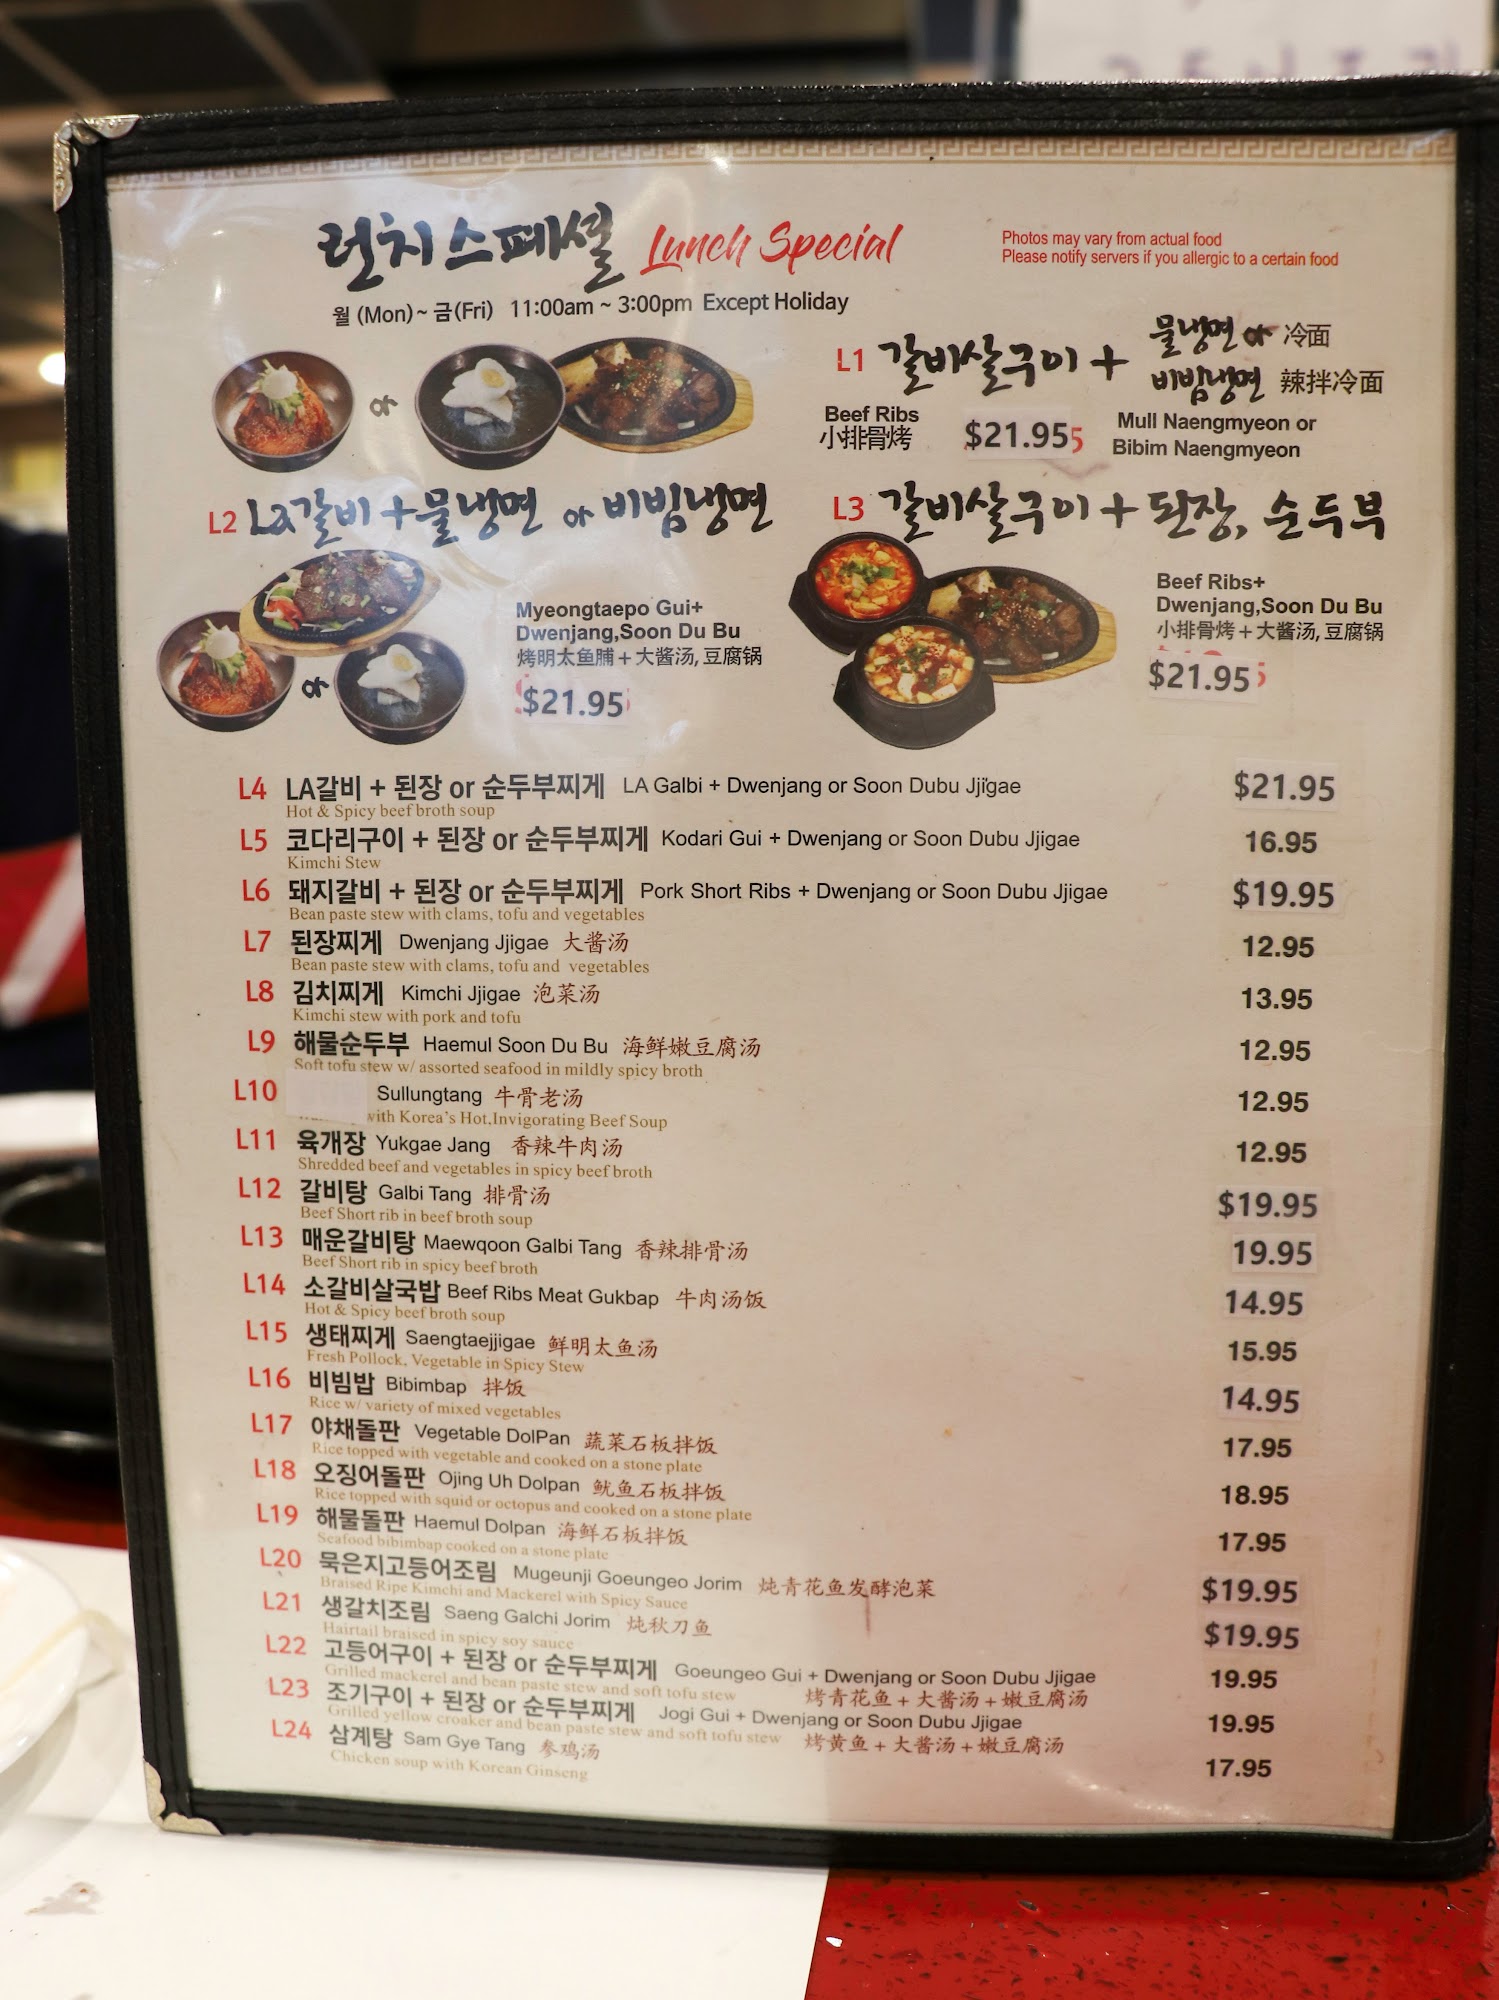 런치스페셜 Lunch Special
Photos may vary from actual food
Please notify servers if you allergic to a certain food
월 (Mon) ~ 금(Fri) 11:00am ~ 3:00pm Except Holiday
L1 갈비살구이 + 물냉면 or 冷面
비빔냉면 辣拌冷面
Beef Ribs
小排骨烤
$21.95
Mull Naengmyeon or
Bibim Naengmyeon
&
L2 La갈비 + 물냉면 or 비빔냉면
Myeongtaepo Gui+
Dwenjang,Soon Du Bu
烤明太鱼脯+大酱汤,豆腐锅
$21.95
&
L3 갈비살구이 + 된장, 순두부
Beef Ribs+
Dwenjang,Soon Du Bu
小排骨烤+大酱汤,豆腐锅
$21.95
L4 LA갈비 + 된장 or 순두부찌게 LA Galbi + Dwenjang or Soon Dubu Jjigae $21.95
Hot & Spicy beef broth soup
L5 코다리구이 + 된장 or 순두부찌게 Kodari Gui + Dwenjang or Soon Dubu Jjigae 16.95
Kimchi Stew
L6 돼지갈비 + 된장 or 순두부찌게 Pork Short Ribs + Dwenjang or Soon Dubu Jjigae $19.95
Bean paste stew with clams, tofu and vegetables
L7 된장찌게 Dwenjang Jjigae 大酱汤 12.95
Bean paste stew with clams, tofu and vegetables
L8 김치찌게 Kimchi Jjigae 泡菜汤 13.95
Kimchi stew with pork and tofu
L9 해물순두부 Haemul Soon Du Bu 海鲜嫩豆腐汤 12.95
Soft tofu stew w/ assorted seafood in mildly spicy broth
L10 Sullungtang 牛骨老汤 12.95
with Korea's Hot,Invigorating Beef Soup
L11 육개장 Yukgae Jang 香辣牛肉汤 12.95
Shredded beef and vegetables in spicy beef broth
L12 갈비탕 Galbi Tang 排骨汤 $19.95
Beef Short rib in beef broth soup
L13 매운갈비탕 Maewqoon Galbi Tang 香辣排骨汤 19.95
Beef Short rib in spicy beef broth
L14 소갈비살국밥 Beef Ribs Meat Gukbap 牛肉汤饭 14.95
Hot & Spicy beef broth soup
L15 생태찌게 Saengtaejjigae 鲜明太鱼汤 15.95
Fresh Pollock, Vegetable in Spicy Stew
L16 비빔밥 Bibimbap 拌饭 14.95
Rice w/ variety of mixed vegetables
L17 야채돌판 Vegetable DolPan 蔬菜石板拌饭 17.95
Rice topped with vegetable and cooked on a stone plate
L18 오징어돌판 Ojing Uh Dolpan 鱿鱼石板拌饭 18.95
Rice topped with squid or octopus and cooked on a stone plate
L19 해물돌판 Haemul Dolpan 海鲜石板拌饭 17.95
Seafood bibimbap cooked on a stone plate
L20 묵은지고등어조림 Mugeunji Goeungeo Jorim 炖青花鱼发酵泡菜 $19.95
Braised Ripe Kimchi and Mackerel with Spicy Sauce
L21 생갈치조림 Saeng Galchi Jorim 炖秋刀鱼 $19.95
Hairtail braised in spicy soy sauce
L22 고등어구이 + 된장 or 순두부찌게 Goeungeo Gui + Dwenjang or Soon Dubu Jjigae 19.95
Grilled mackerel and bean paste stew and soft tofu stew 烤青花鱼+大酱汤+嫩豆腐汤
L23 조기구이 + 된장 or 순두부찌게 Jogi Gui + Dwenjang or Soon Dubu Jjigae 19.95
Grilled yellow croaker and bean paste stew and soft tofu stew 烤黄鱼+大酱汤+嫩豆腐汤
L24 삼계탕 Sam Gye Tang 参鸡汤 17.95
Chicken soup with Korean Ginseng